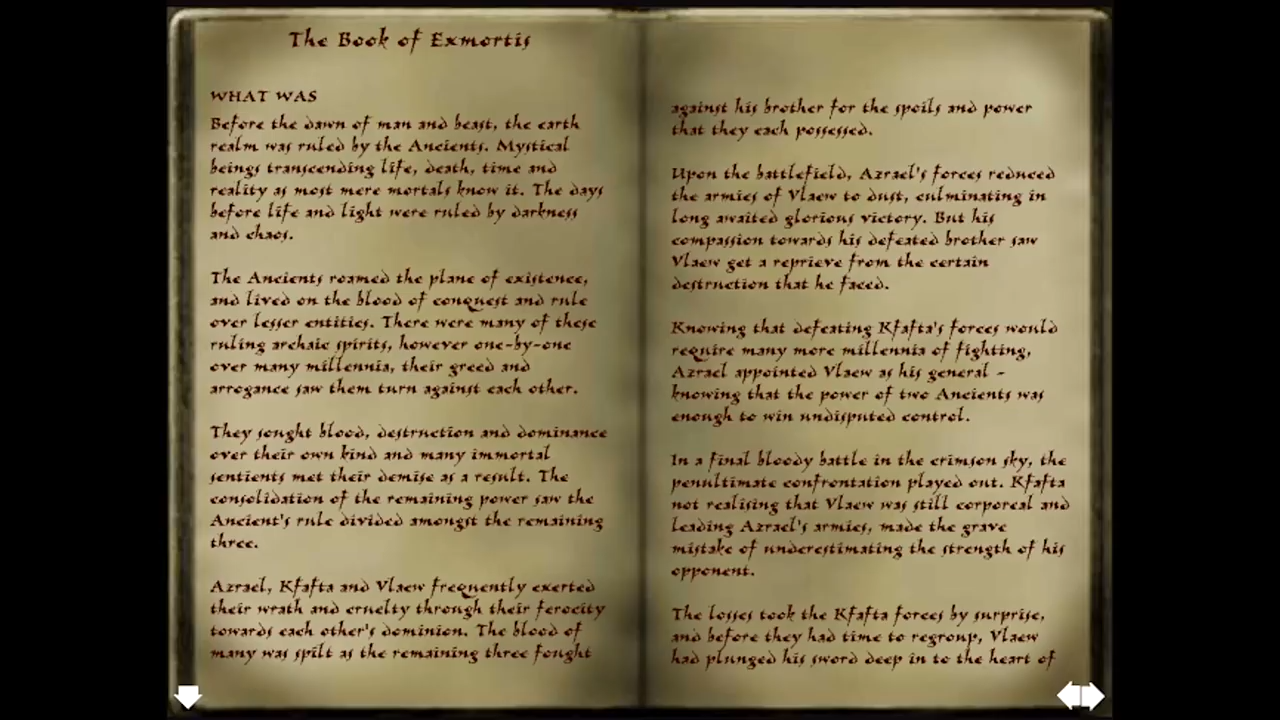 The Book of Exmortis
WHAT WAS
Before the dawn of man and beast, the earth
realm was ruled by the Ancients. Mystical
beings transcending life, death, time and
reality as most mere mortals know it. The days
before life and light were ruled by darkness
and chaos.
The Ancients roamed the plane of existence,
and lived on the blood of conquest and rule
over lesser entities. There were many of these
ruling archaic spirits, however one-by-one
over many millennia, their greed and
arrogance saw them turn against each other.
They sought blood, destruction and dominance
over their own kind and many immortal
sentients met their demise as a result. The
consolidation of the remaining power saw the
Ancient's rule divided amongst the remaining
three.
Azrael, Kfafta and Vlaew frequently exerted
their wrath and cruelty through their ferocity
towards each other's dominion. The blood of
many was spilt as the remaining three fought
against his brother for the spoils and power
that they each possessed.
Upon the battlefield, Azrael's forces reduced
the armies of Vlaew to dust, culminating in
long awaited glorious victory. But his
compassion towards his defeated brother saw
Vlaew get a reprieve from the certain
destruction that he faced.
Knowing that defeating Kfafta's forces would
require many more millennia of fighting,
Azrael appointed Vlaew as his general -
knowing that the power of two Ancients was
enough to win undisputed control.
In a final bloody battle in the crimson sky, the
penultimate confrontation played out. Kfafta
not realising that Vlaew was still corporeal and
leading Azrael's armies, made the grave
mistake of underestimating the strength of his
opponent.
The losses took the Kfafta forces by surprise,
and before they had time to regroup, Vlaew
had plunged his sword deep in to the heart of